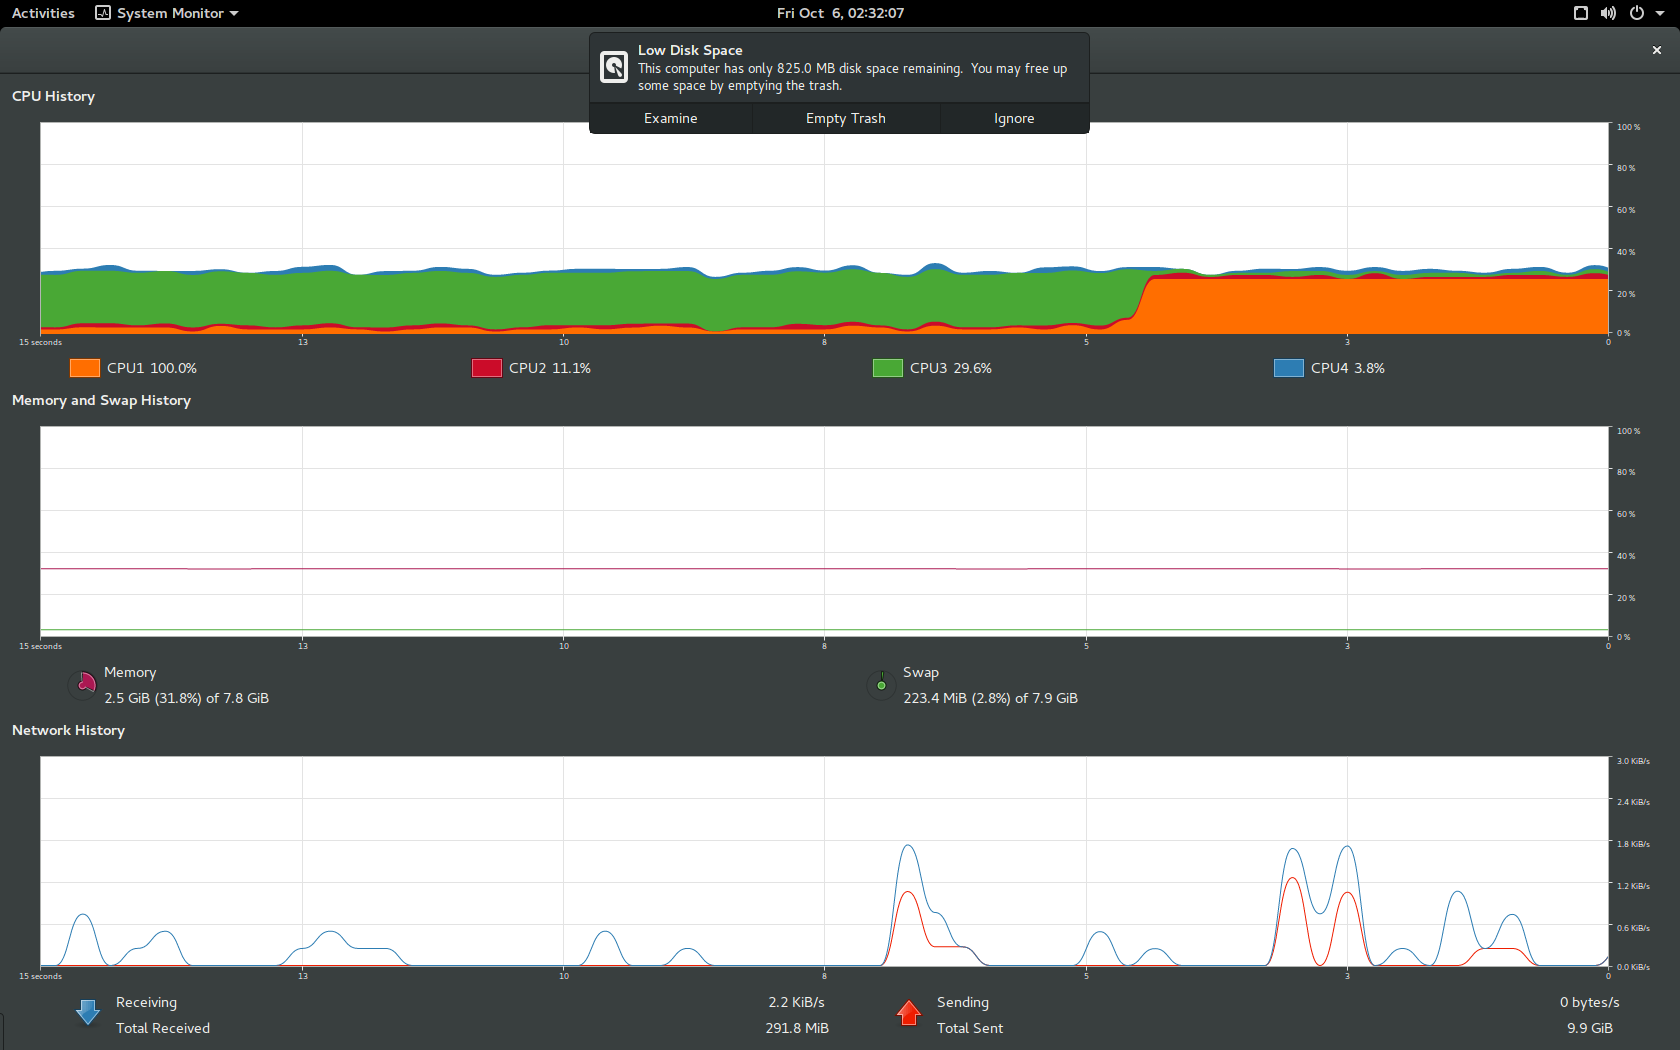 Activities System Monitor Fri Oct 6, 02:32:07
Low Disk Space
This computer has only 825.0 MB disk space remaining. You may free up
some space by emptying the trash.
Examine Empty Trash Ignore
CPU History
100 %
80 %
60 %
40 %
20 %
0 %
15 seconds 13 10 8 5 3 0
CPU1 100.0% CPU2 11.1% CPU3 29.6% CPU4 3.8%
Memory and Swap History
100 %
80 %
60 %
40 %
20 %
0 %
15 seconds 13 10 8 5 3 0
Memory Swap
2.5 GiB (31.8%) of 7.8 GiB 223.4 MiB (2.8%) of 7.9 GiB
Network History
3.0 KiB/s
2.4 KiB/s
1.8 KiB/s
1.2 KiB/s
0.6 KiB/s
0.0 KiB/s
15 seconds 13 10 8 5 3 0
Receiving 2.2 KiB/s Sending 0 bytes/s
Total Received 291.8 MiB Total Sent 9.9 GiB